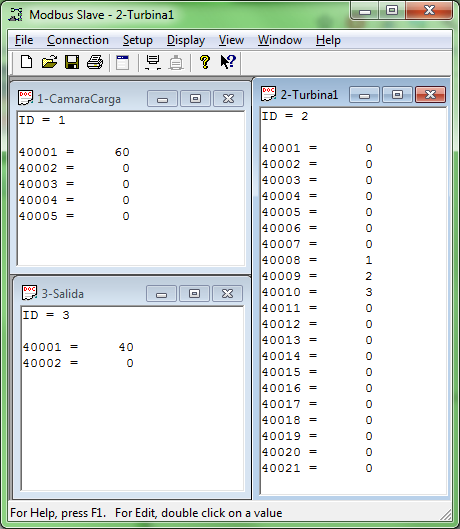 Modbus Slave - 2-Turbina1
File Edit Connection Setup Display View Window Help
1-CamaraCarga
ID = 1
40001 = 60
40002 = 0
40003 = 0
40004 = 0
40005 = 0
3-Salida
ID = 3
40001 = 40
40002 = 0
2-Turbina1
ID = 2
40001 = 0
40002 = 0
40003 = 0
40004 = 0
40005 = 0
40006 = 0
40007 = 0
40008 = 1
40009 = 2
40010 = 3
40011 = 0
40012 = 0
40013 = 0
40014 = 0
40015 = 0
40016 = 0
40017 = 0
40018 = 0
40019 = 0
40020 = 0
40021 = 0
For Help, press F1. For Edit, double click on a value